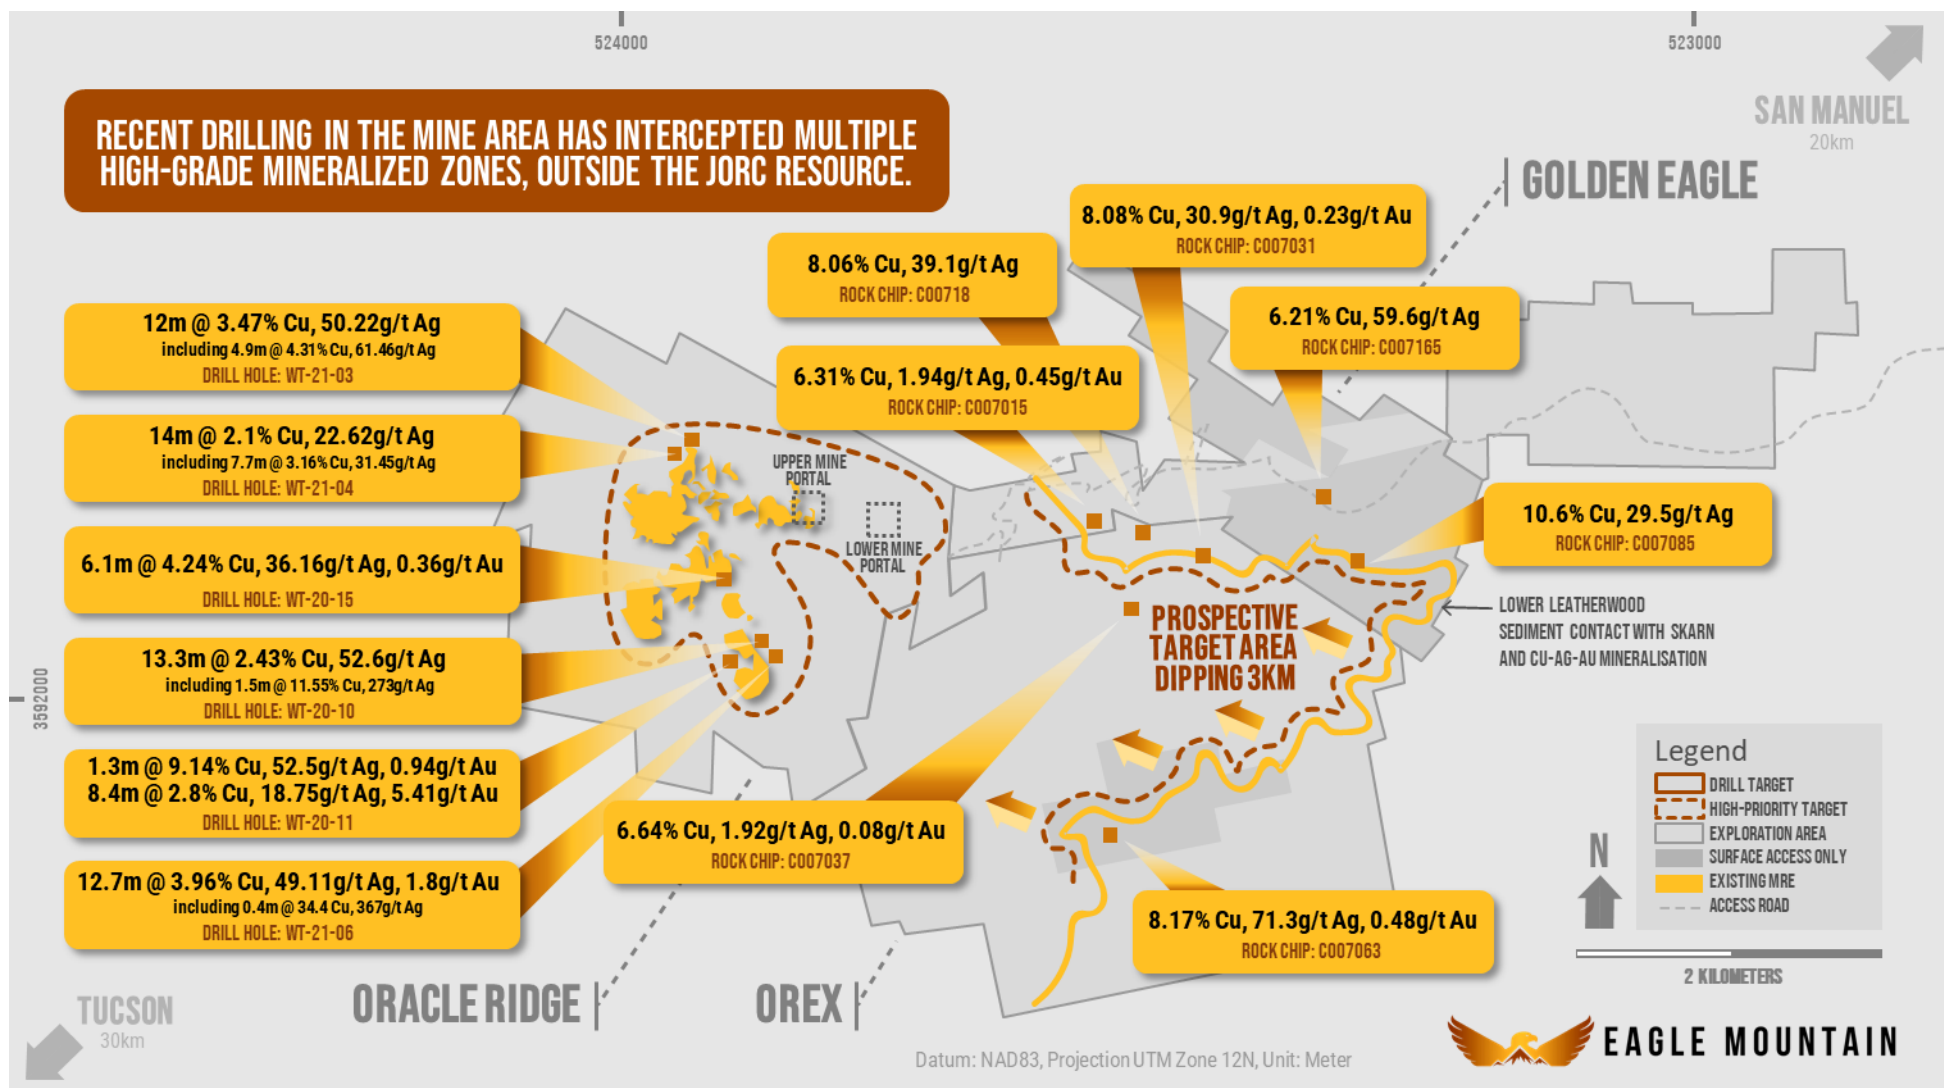 524000
523000
SAN MANUEL
20km
RECENT DRILLING IN THE MINE AREA HAS INTERCEPTED MULTIPLE
HIGH-GRADE MINERALIZED ZONES, OUTSIDE THE JORC RESOURCE.
GOLDEN EAGLE
8.08% Cu, 30.9g/t Ag, 0.23g/t Au
ROCK CHIP: C007031
8.06% Cu, 39.1g/t Ag
ROCK CHIP: C00718
6.21% Cu, 59.6g/t Ag
ROCK CHIP: C007165
12m @ 3.47% Cu, 50.22g/t Ag
including 4.9m @ 4.31% Cu, 61.46g/t Ag
DRILL HOLE: WT-21-03
6.31% Cu, 1.94g/t Ag, 0.45g/t Au
ROCK CHIP: C007015
14m @ 2.1% Cu, 22.62g/t Ag
including 7.7m @ 3.16% Cu, 31.45g/t Ag
DRILL HOLE: WT-21-04
UPPER MINE
PORTAL
LOWER MINE
PORTAL
10.6% Cu, 29.5g/t Ag
ROCK CHIP: C007085
6.1m @ 4.24% Cu, 36.16g/t Ag, 0.36g/t Au
DRILL HOLE: WT-20-15
LOWER LEATHERWOOD
SEDIMENT CONTACT WITH SKARN
AND CU-AG-AU MINERALISATION
PROSPECTIVE
TARGET AREA
DIPPING 3KM
13.3m @ 2.43% Cu, 52.6g/t Ag
including 1.5m @ 11.55% Cu, 273g/t Ag
DRILL HOLE: WT-20-10
3592000
1.3m @ 9.14% Cu, 52.5g/t Ag, 0.94g/t Au
8.4m @ 2.8% Cu, 18.75g/t Ag, 5.41g/t Au
DRILL HOLE: WT-20-11
6.64% Cu, 1.92g/t Ag, 0.08g/t Au
ROCK CHIP: C007037
12.7m @ 3.96% Cu, 49.11g/t Ag, 1.8g/t Au
including 0.4m @ 34.4 Cu, 367g/t Ag
DRILL HOLE: WT-21-06
8.17% Cu, 71.3g/t Ag, 0.48g/t Au
ROCK CHIP: C007063
Legend
DRILL TARGET
HIGH-PRIORITY TARGET
EXPLORATION AREA
SURFACE ACCESS ONLY
EXISTING MRE
ACCESS ROAD
N
2 KILOMETERS
TUCSON
30km
ORACLE RIDGE
OREX
Datum: NAD83, Projection UTM Zone 12N, Unit: Meter
EAGLE MOUNTAIN